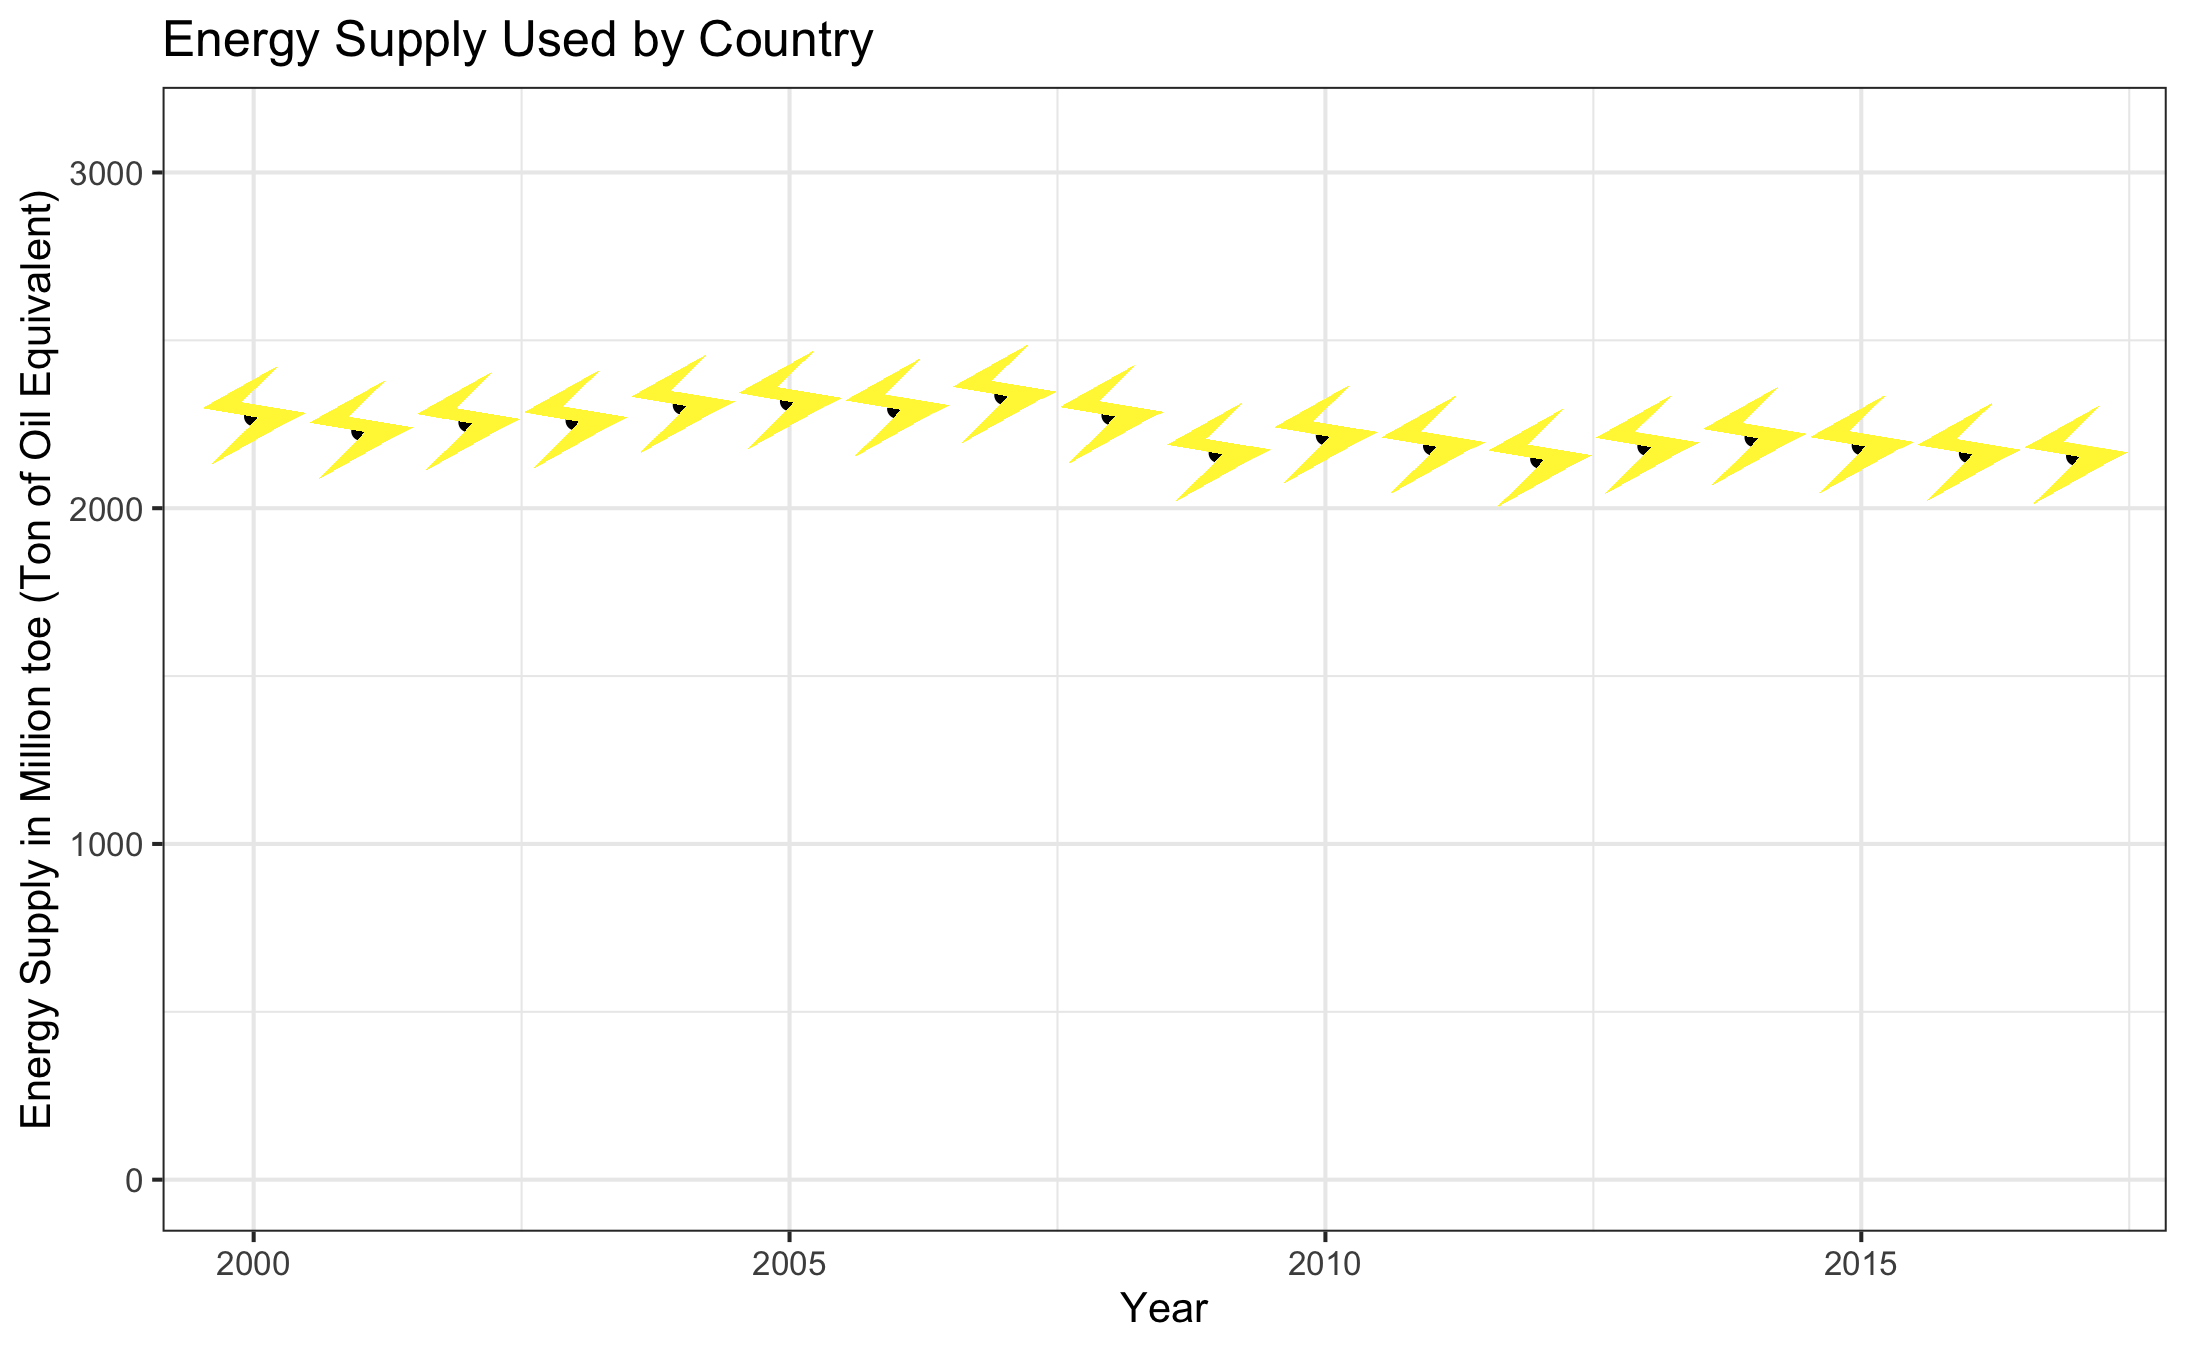 Energy Supply Used by Country
Energy Supply in Million toe (Ton of Oil Equivalent)
3000
2000
1000
0
2000
2005
2010
2015
Year